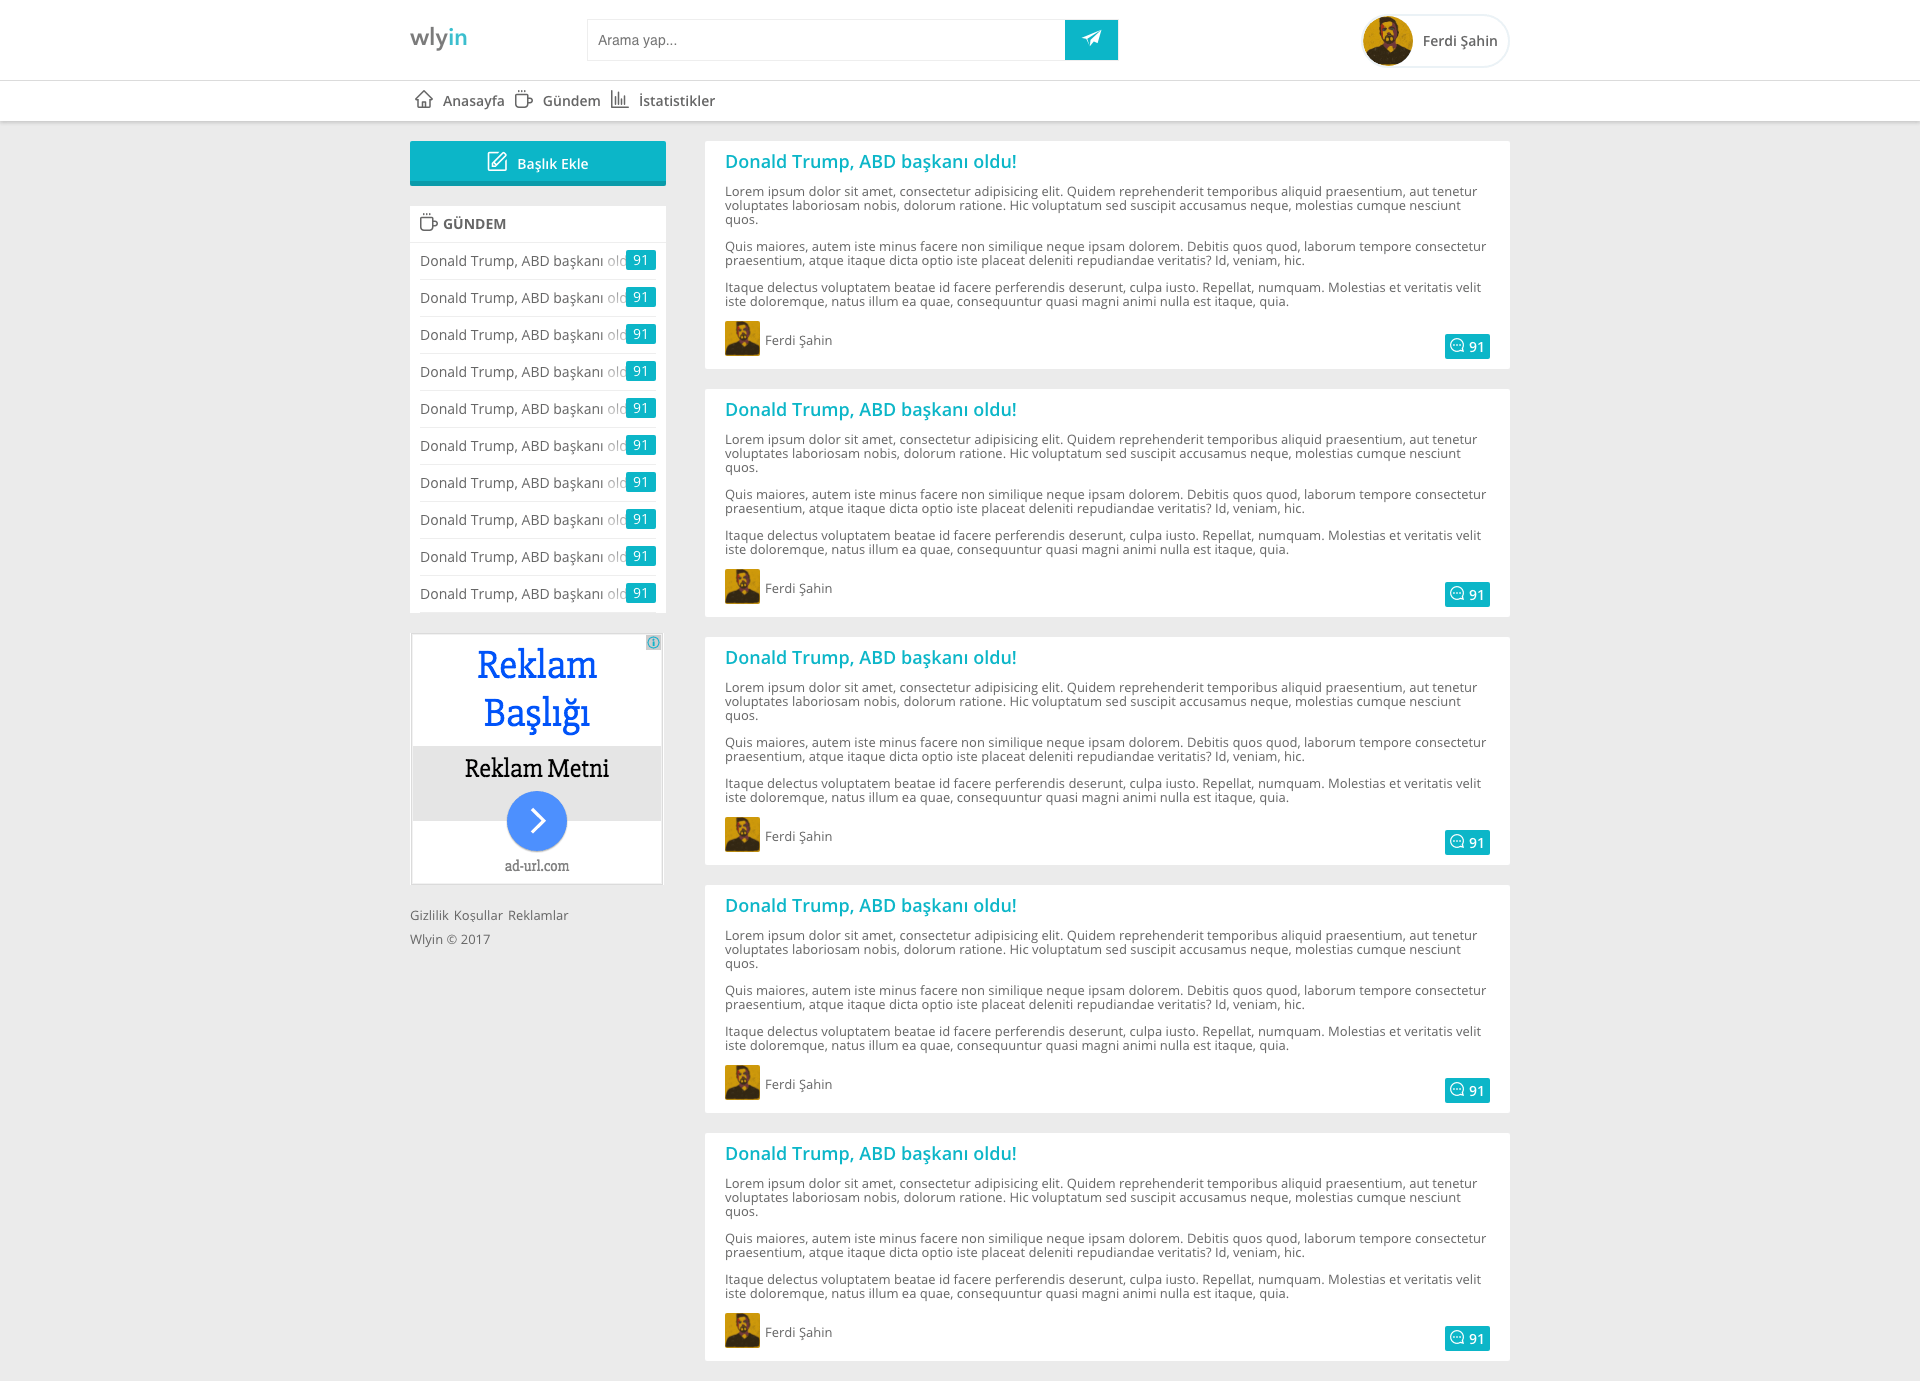 wlyin
Arama yap...
Ferdi Şahin
Anasayfa
Gündem
İstatistikler
Başlık Ekle
GÜNDEM
Donald Trump, ABD başkanı old 91
Donald Trump, ABD başkanı old 91
Donald Trump, ABD başkanı old 91
Donald Trump, ABD başkanı old 91
Donald Trump, ABD başkanı old 91
Donald Trump, ABD başkanı old 91
Donald Trump, ABD başkanı old 91
Donald Trump, ABD başkanı old 91
Donald Trump, ABD başkanı old 91
Donald Trump, ABD başkanı old 91
Reklam
Başlığı
Reklam Metni
ad-url.com
Gizlilik Koşullar Reklamlar
Wlyin © 2017
Donald Trump, ABD başkanı oldu!
Lorem ipsum dolor sit amet, consectetur adipisicing elit. Quidem reprehenderit temporibus aliquid praesentium, aut tenetur
voluptates laboriosam nobis, dolorum ratione. Hic voluptatum sed suscipit accusamus neque, molestias cumque nesciunt
quos.
Quis maiores, autem iste minus facere non similique neque ipsam dolorem. Debitis quos quod, laborum tempore consectetur
praesentium, atque itaque dicta optio iste placeat deleniti repudiandae veritatis? Id, veniam, hic.
Itaque delectus voluptatem beatae id facere perferendis deserunt, culpa iusto. Repellat, numquam. Molestias et veritatis velit
iste doloremque, natus illum ea quae, consequuntur quasi magni animi nulla est itaque, quia.
Ferdi Şahin
91
Donald Trump, ABD başkanı oldu!
Lorem ipsum dolor sit amet, consectetur adipisicing elit. Quidem reprehenderit temporibus aliquid praesentium, aut tenetur
voluptates laboriosam nobis, dolorum ratione. Hic voluptatum sed suscipit accusamus neque, molestias cumque nesciunt
quos.
Quis maiores, autem iste minus facere non similique neque ipsam dolorem. Debitis quos quod, laborum tempore consectetur
praesentium, atque itaque dicta optio iste placeat deleniti repudiandae veritatis? Id, veniam, hic.
Itaque delectus voluptatem beatae id facere perferendis deserunt, culpa iusto. Repellat, numquam. Molestias et veritatis velit
iste doloremque, natus illum ea quae, consequuntur quasi magni animi nulla est itaque, quia.
Ferdi Şahin
91
Donald Trump, ABD başkanı oldu!
Lorem ipsum dolor sit amet, consectetur adipisicing elit. Quidem reprehenderit temporibus aliquid praesentium, aut tenetur
voluptates laboriosam nobis, dolorum ratione. Hic voluptatum sed suscipit accusamus neque, molestias cumque nesciunt
quos.
Quis maiores, autem iste minus facere non similique neque ipsam dolorem. Debitis quos quod, laborum tempore consectetur
praesentium, atque itaque dicta optio iste placeat deleniti repudiandae veritatis? Id, veniam, hic.
Itaque delectus voluptatem beatae id facere perferendis deserunt, culpa iusto. Repellat, numquam. Molestias et veritatis velit
iste doloremque, natus illum ea quae, consequuntur quasi magni animi nulla est itaque, quia.
Ferdi Şahin
91
Donald Trump, ABD başkanı oldu!
Lorem ipsum dolor sit amet, consectetur adipisicing elit. Quidem reprehenderit temporibus aliquid praesentium, aut tenetur
voluptates laboriosam nobis, dolorum ratione. Hic voluptatum sed suscipit accusamus neque, molestias cumque nesciunt
quos.
Quis maiores, autem iste minus facere non similique neque ipsam dolorem. Debitis quos quod, laborum tempore consectetur
praesentium, atque itaque dicta optio iste placeat deleniti repudiandae veritatis? Id, veniam, hic.
Itaque delectus voluptatem beatae id facere perferendis deserunt, culpa iusto. Repellat, numquam. Molestias et veritatis velit
iste doloremque, natus illum ea quae, consequuntur quasi magni animi nulla est itaque, quia.
Ferdi Şahin
91
Donald Trump, ABD başkanı oldu!
Lorem ipsum dolor sit amet, consectetur adipisicing elit. Quidem reprehenderit temporibus aliquid praesentium, aut tenetur
voluptates laboriosam nobis, dolorum ratione. Hic voluptatum sed suscipit accusamus neque, molestias cumque nesciunt
quos.
Quis maiores, autem iste minus facere non similique neque ipsam dolorem. Debitis quos quod, laborum tempore consectetur
praesentium, atque itaque dicta optio iste placeat deleniti repudiandae veritatis? Id, veniam, hic.
Itaque delectus voluptatem beatae id facere perferendis deserunt, culpa iusto. Repellat, numquam. Molestias et veritatis velit
iste doloremque, natus illum ea quae, consequuntur quasi magni animi nulla est itaque, quia.
Ferdi Şahin
91